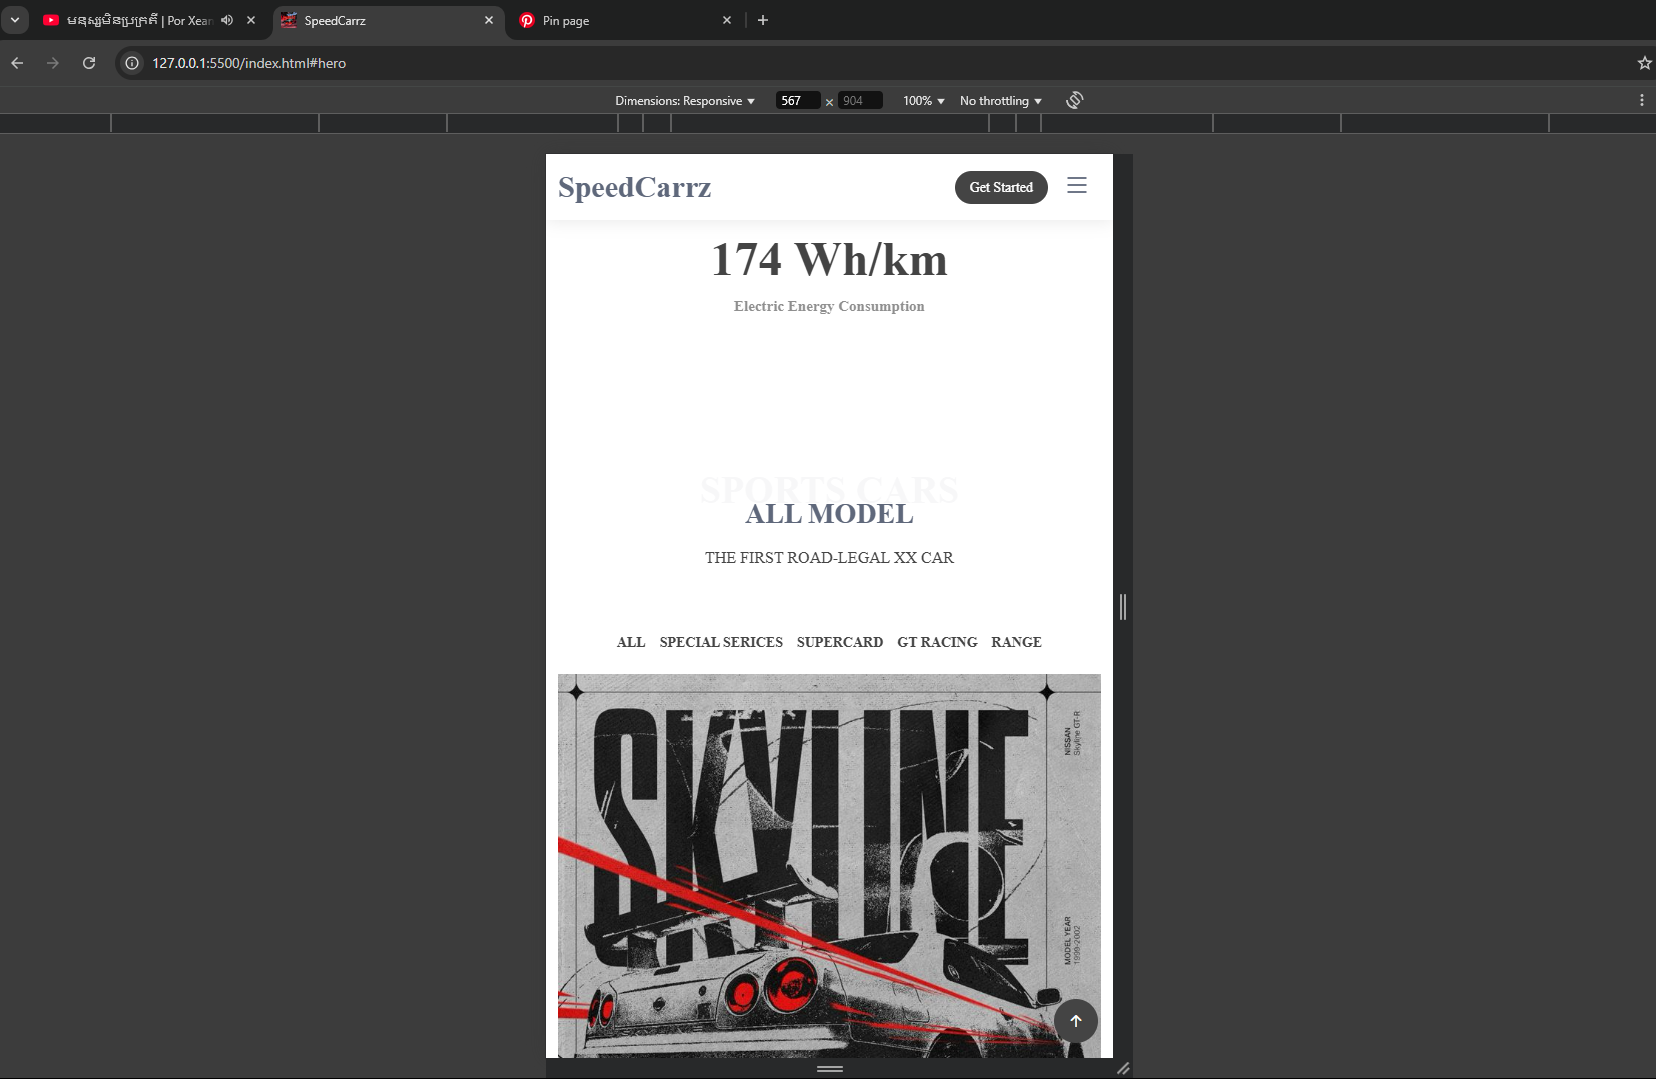 មនុស្សមិនប្រក្រតី | Por Xean
SpeedCarrz
Pin page
127.0.0.1:5500/index.html#hero
Dimensions: Responsive
567 × 904
100%
No throttling
SpeedCarrz
Get Started
174 Wh/km
Electric Energy Consumption
SPORTS CARS
ALL MODEL
THE FIRST ROAD-LEGAL XX CAR
ALL SPECIAL SERICES SUPERCARD GT RACING RANGE
SKYLINE
NISSAN
Skyline GT-R
MODEL YEAR
1999-2002